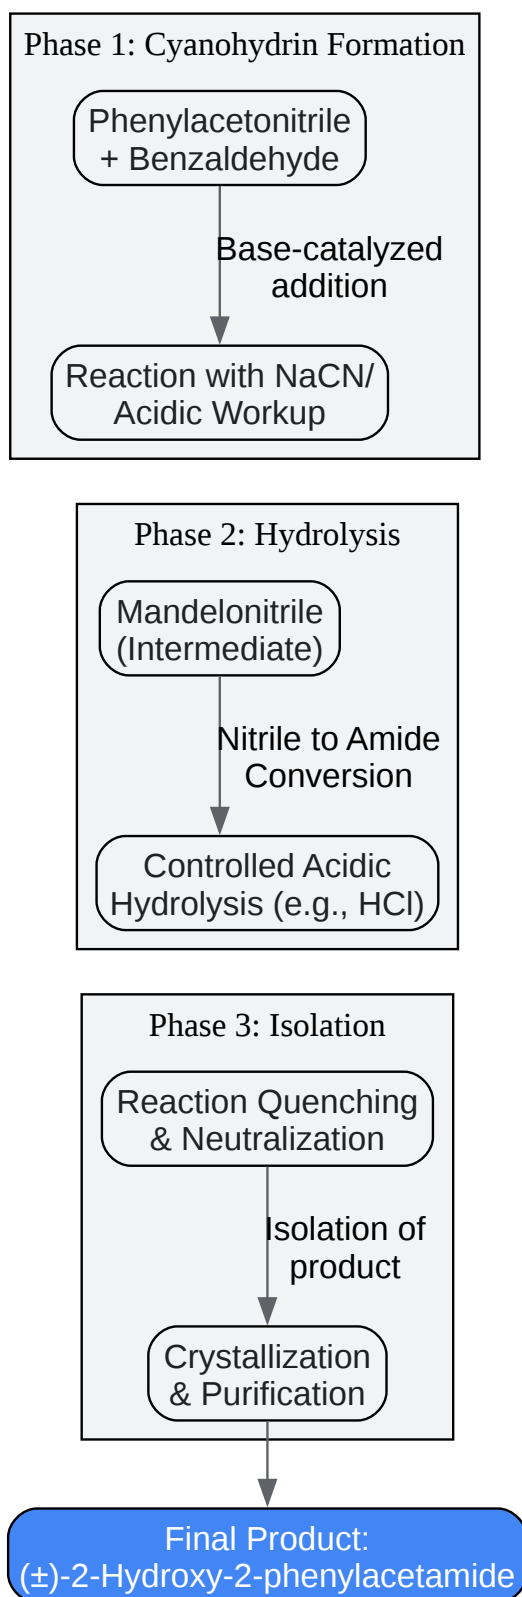 Phase 1: Cyanohydrin Formation
Phenylacetonitrile
+ Benzaldehyde
Base-catalyzed
addition
Reaction with NaCN/
Acidic Workup
Phase 2: Hydrolysis
Mandelonitrile
(Intermediate)
Nitrile to Amide
Conversion
Controlled Acidic
Hydrolysis (e.g., HCl)
Phase 3: Isolation
Reaction Quenching
& Neutralization
Isolation of
product
Crystallization
& Purification
Final Product:
(±)-2-Hydroxy-2-phenylacetamide